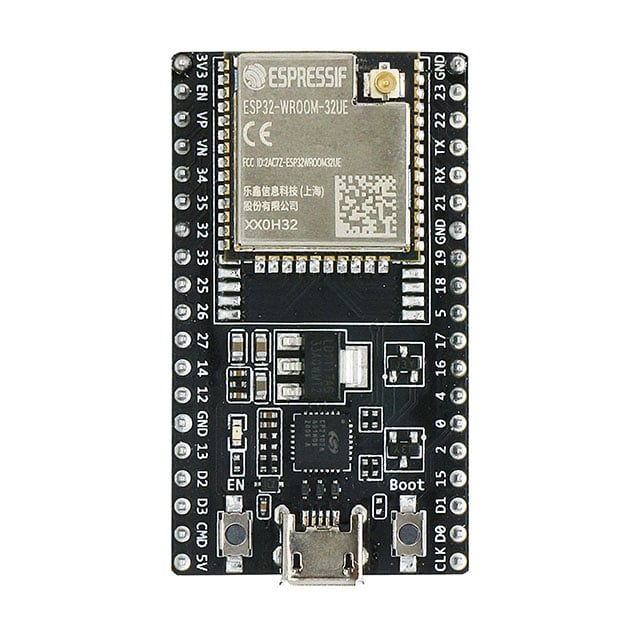 ESPRESSIF
ESP32-WROOM-32UE
CE
FCC ID:2AC7Z-ESP32WROOM32UE
乐鑫信息科技 (上海)
股份有限公司
XX0H32
3V3
EN
VP
VN
34
35
32
33
25
26
27
14
12
GND
13
D2
D3
CMD
5V
GND
23
22
TX
RX
21
GND
19
18
5
17
16
4
0
2
15
D1
D0
CLK
EN
Boot